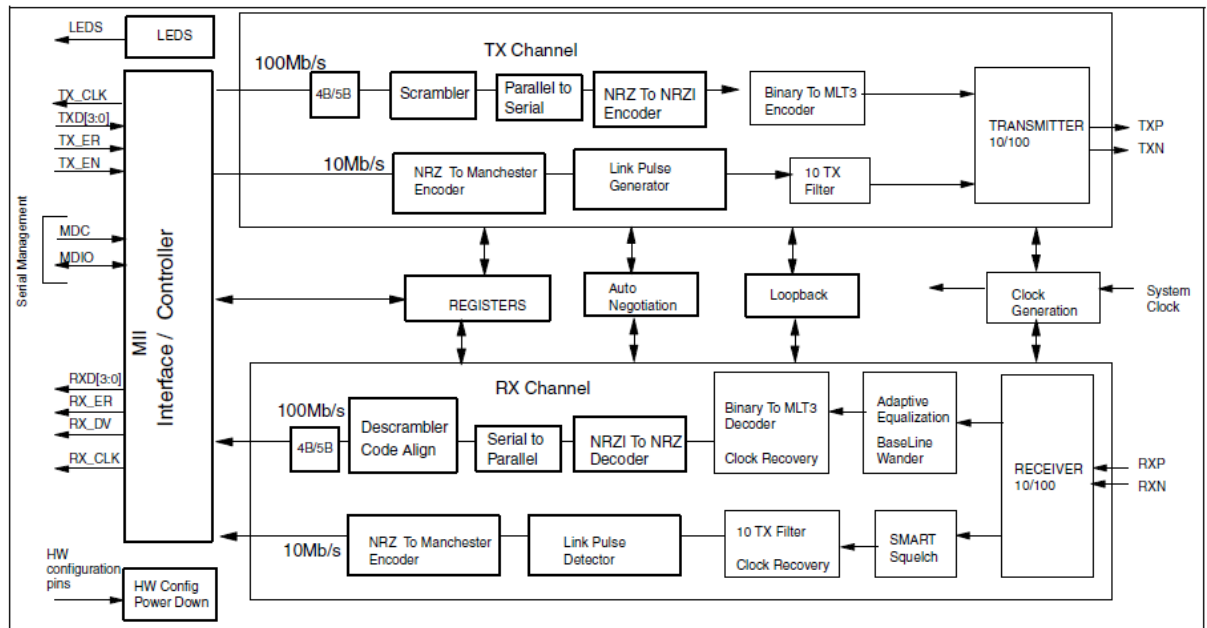 LEDS
LEDS
TX Channel
100Mb/s
4B/5B
Scrambler
Parallel to
Serial
NRZ To NRZI
Encoder
Binary To MLT3
Encoder
TRANSMITTER
10/100
TXP
TXN
TX_CLK
TXD[3:0]
TX_ER
TX_EN
10Mb/s
NRZ To Manchester
Encoder
Link Pulse
Generator
10 TX
Filter
Serial Management
MDC
MDIO
MII
Interface / Controller
REGISTERS
Auto
Negotiation
Loopback
Clock
Generation
System
Clock
RX Channel
RXD[3:0]
RX_ER
RX_DV
RX_CLK
100Mb/s
4B/5B
Descrambler
Code Align
Serial to
Parallel
NRZI To NRZ
Decoder
Binary To MLT3
Decoder
Clock Recovery
Adaptive
Equalization
BaseLine
Wander
RECEIVER
10/100
RXP
RXN
10Mb/s
NRZ To Manchester
Encoder
Link Pulse
Detector
10 TX Filter
Clock Recovery
SMART
Squelch
HW
configuration
pins
HW Config
Power Down